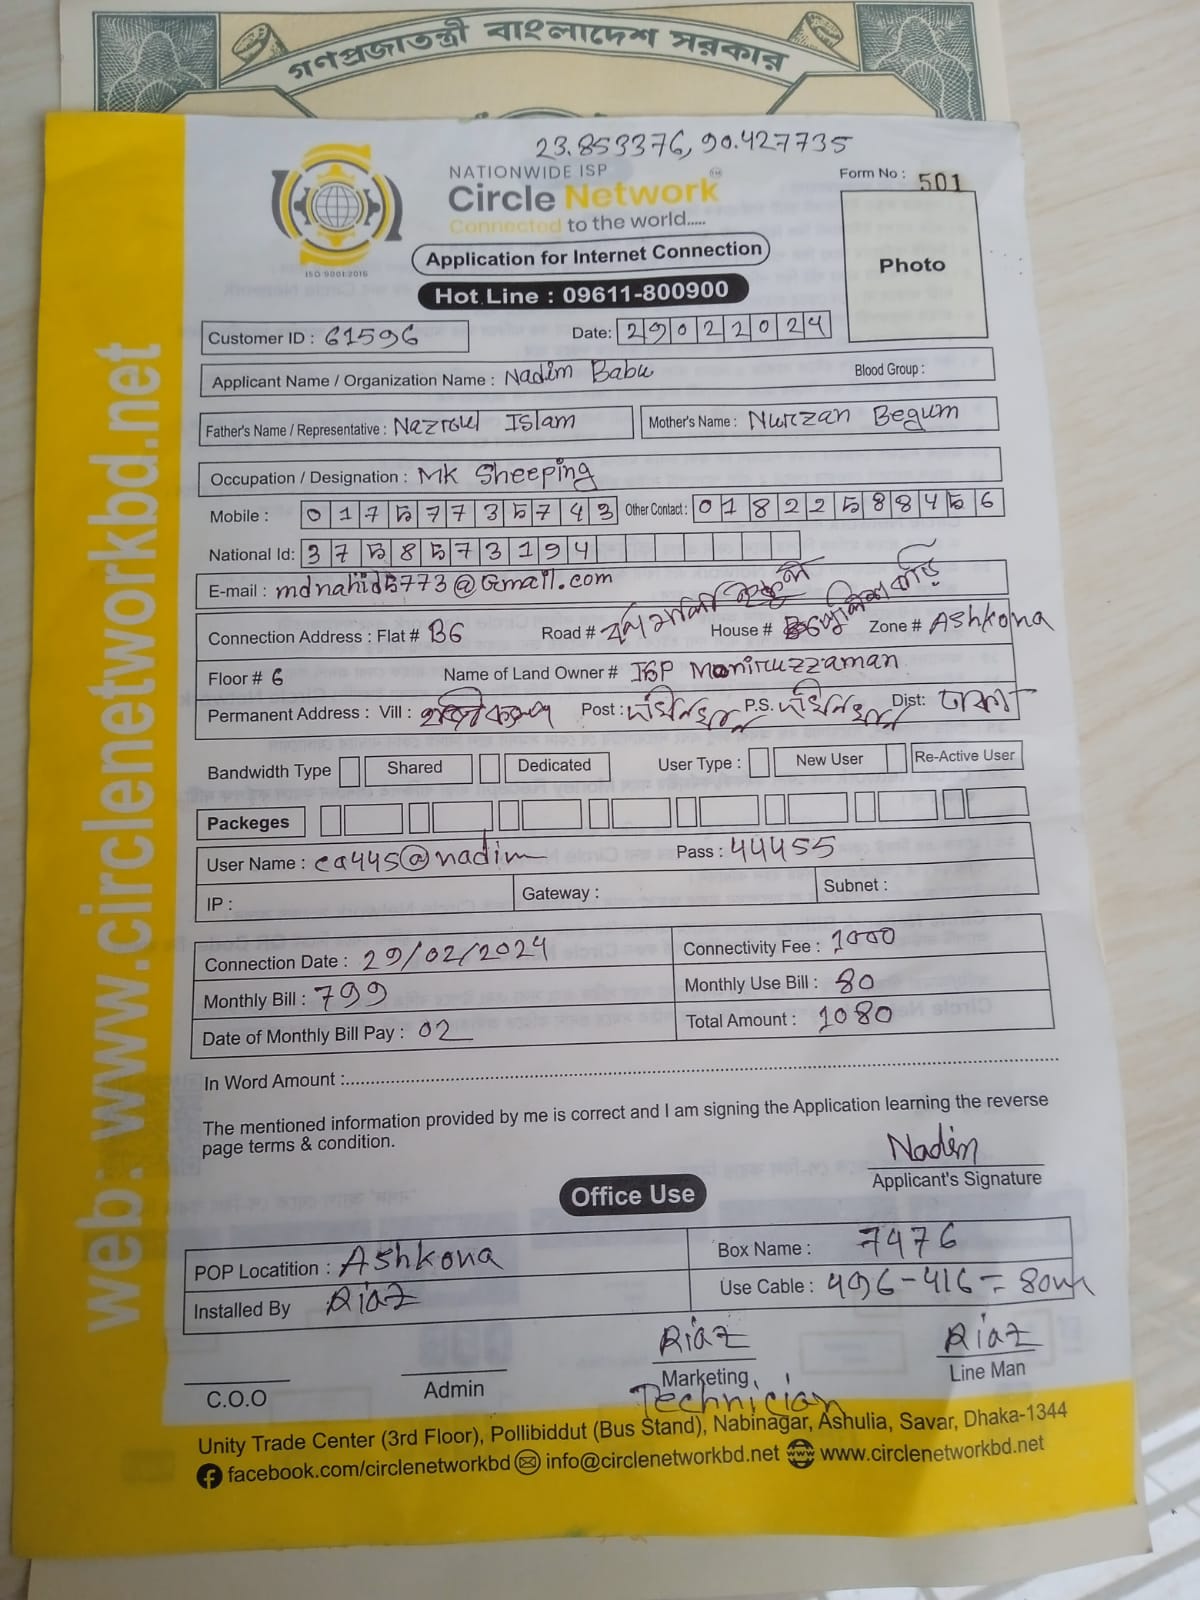 গণপ্রজাতন্ত্রী বাংলাদেশ সরকার
23.853376, 90.427735
NATIONWIDE ISP
Circle Network TM
Connected to the world.....
ISO 9001:2015
Form No : 501
Application for Internet Connection
Photo
Hot Line : 09611-800900
Customer ID : 61596 Date: 29022024
Applicant Name / Organization Name : Nadim Babu Blood Group :
Father's Name / Representative : Nazrul Islam Mother's Name : Nurzan Begum
Occupation / Designation : MK Sheeping
Mobile : 01757735743 Other Contact : 01822588456
National Id: 3758573194
E-mail : mdnahid5773@Gmail.com
Connection Address : Flat # B6 Road # House # Zone # Ashkona
Floor # 6 Name of Land Owner # Moniruzzaman
Permanent Address : Vill : Post : দক্ষিনখান P.S. দক্ষিনখান Dist: ঢাকা
Bandwidth Type Shared Dedicated User Type : New User Re-Active User
Packeges
User Name : ca445@nadim Pass : 44455
IP : Gateway : Subnet :
Connection Date : 29/02/2024 Connectivity Fee : 1000
Monthly Bill : 799 Monthly Use Bill : 80
Date of Monthly Bill Pay : 02 Total Amount : 1080
In Word Amount :
The mentioned information provided by me is correct and I am signing the Application learning the reverse
page terms & condition.
Nadim
Applicant's Signature
Office Use
POP Locatition : Ashkona Box Name : 7476
Installed By Riaz Use Cable : 496-416= 80m
Riaz Riaz
C.O.O Admin Marketing Line Man
Technician
Unity Trade Center (3rd Floor), Pollibiddut (Bus Stand), Nabinagar, Ashulia, Savar, Dhaka-1344
facebook.com/circlenetworkbd info@circlenetworkbd.net www.circlenetworkbd.net
web: www.circlenetworkbd.net